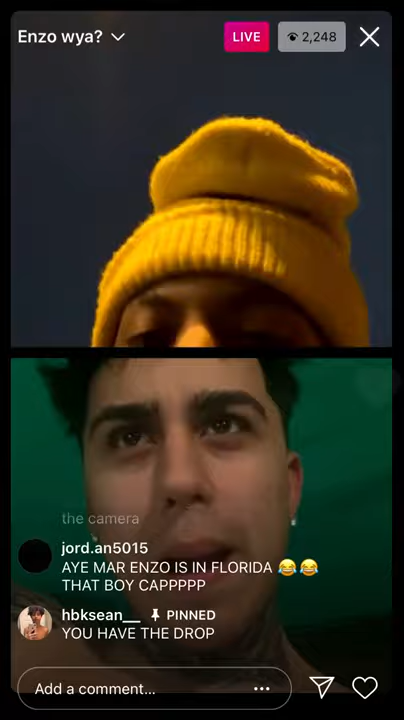 Enzo wya?
LIVE
2,248
the camera
jord.an5015
AYE MAR ENZO IS IN FLORIDA 😂😂
THAT BOY CAPPPPP
hbksean__ PINNED
YOU HAVE THE DROP
Add a comment...